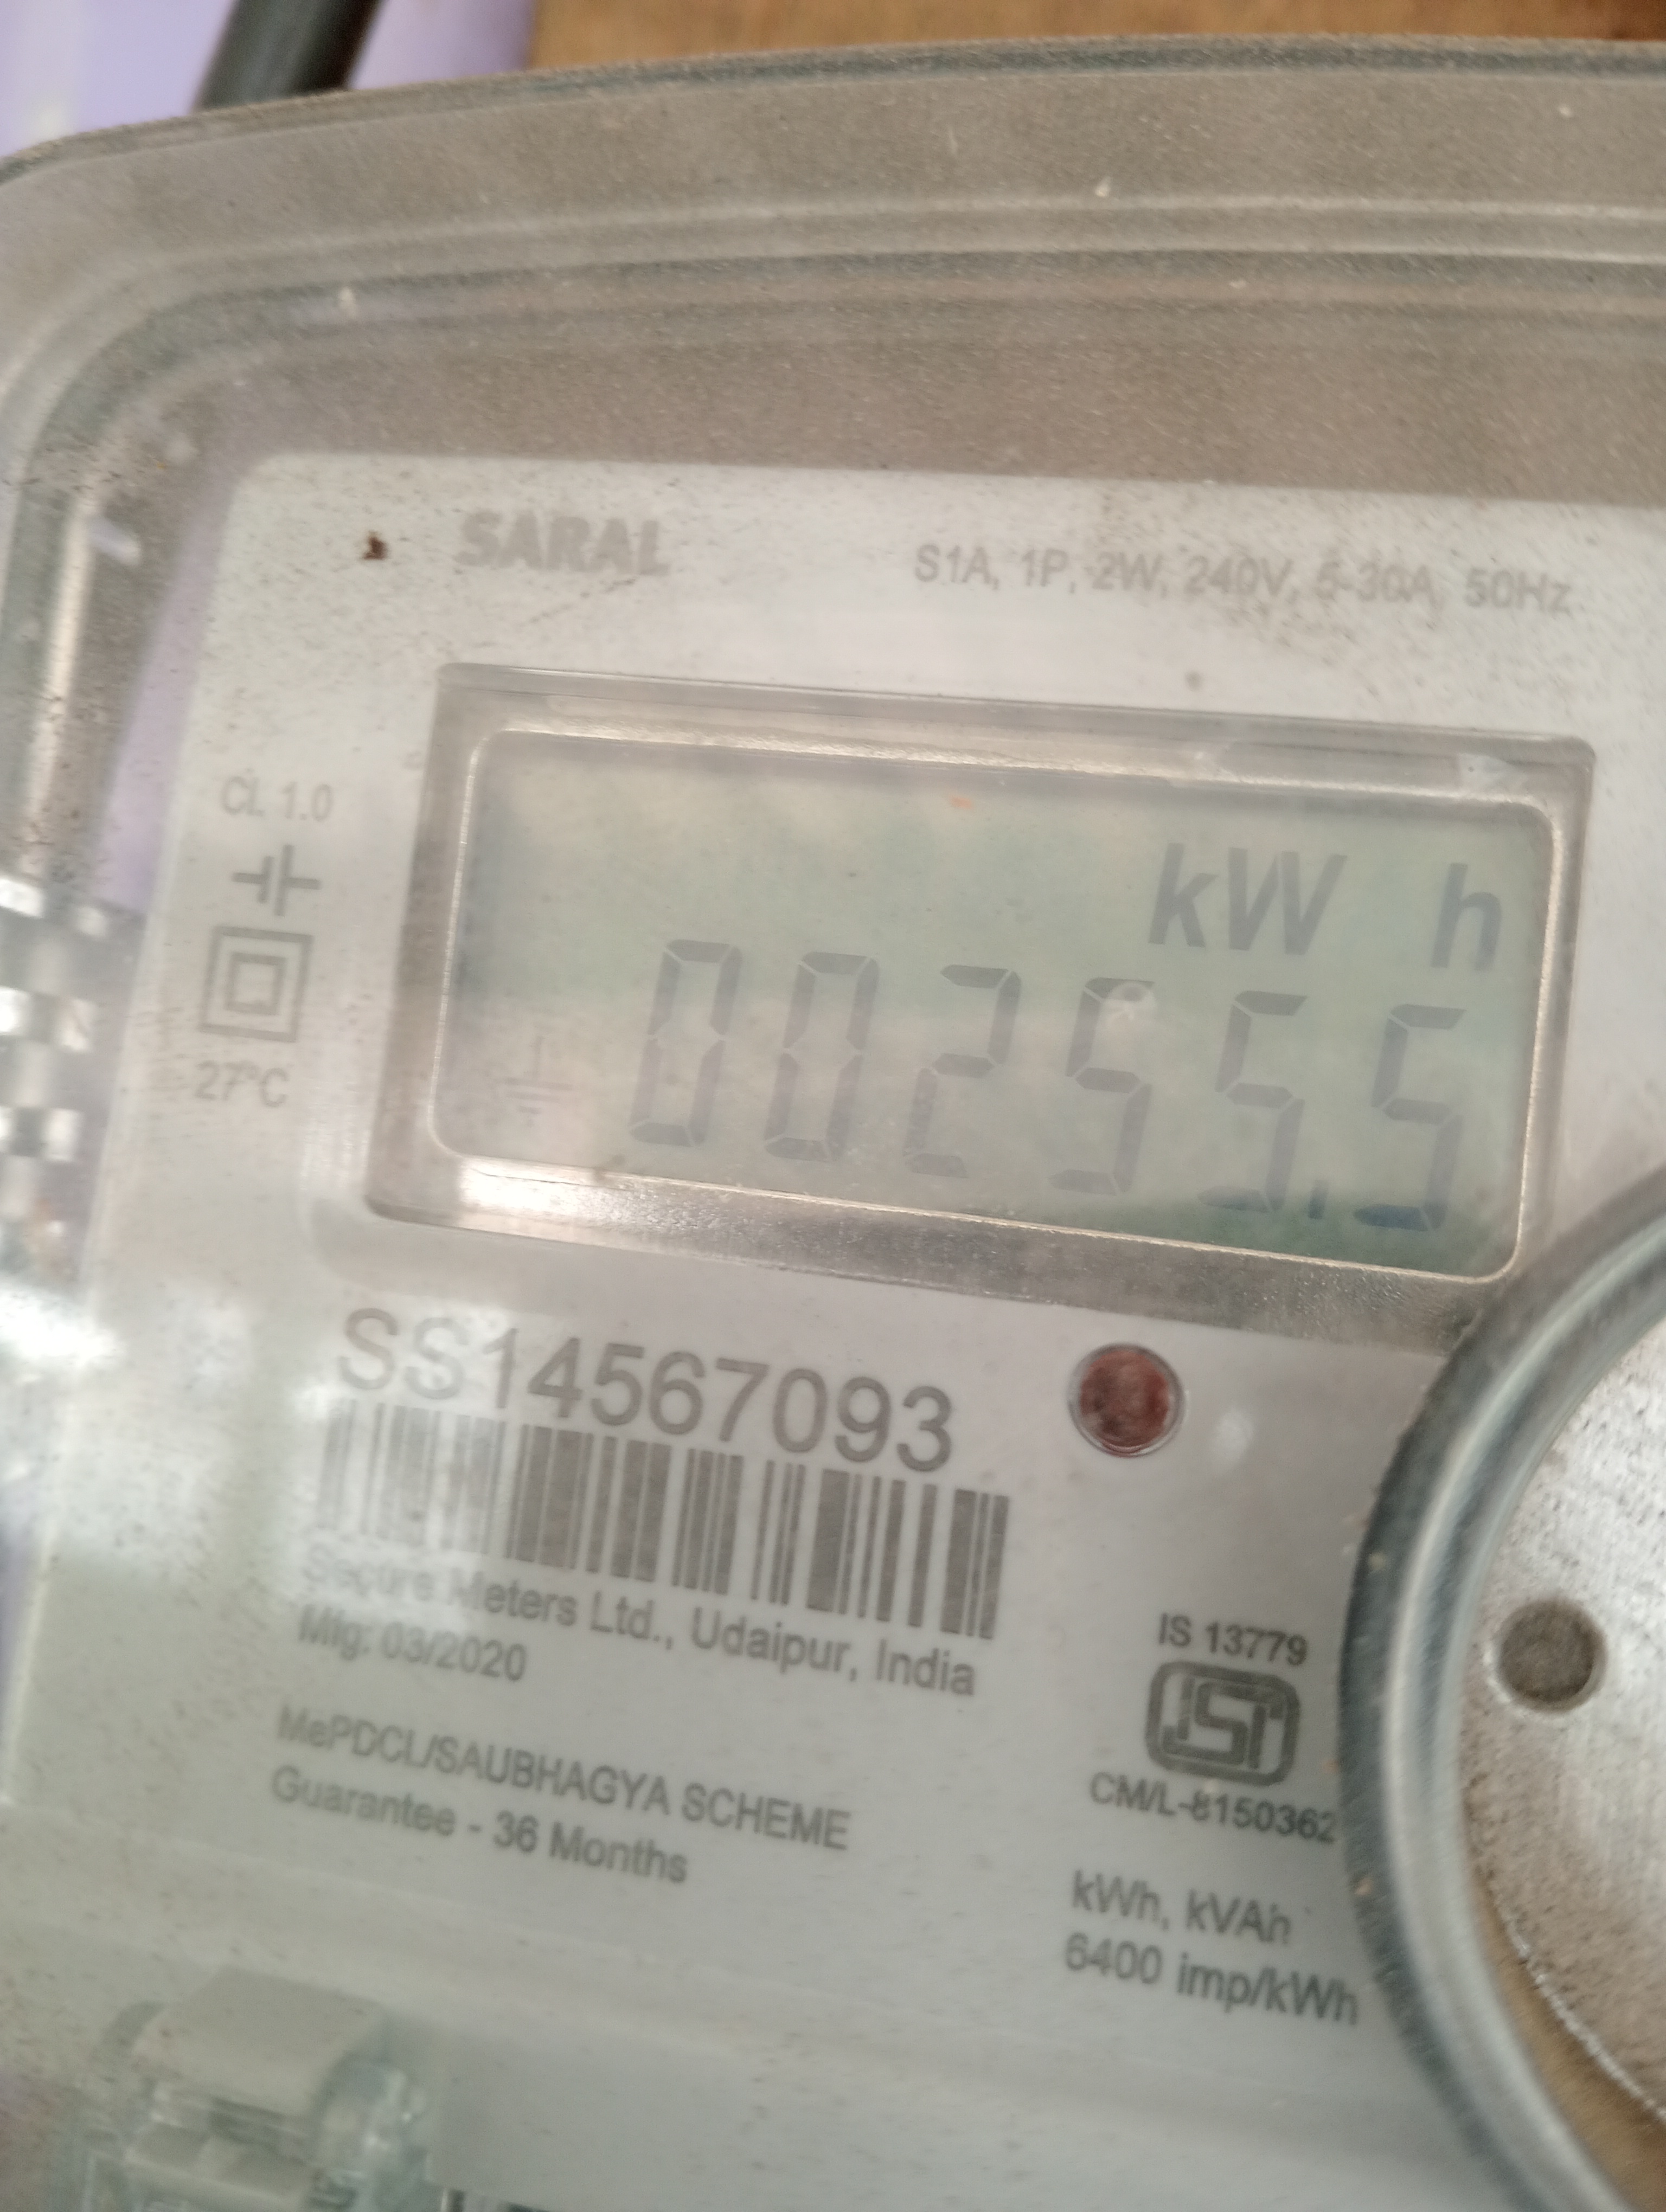 SARAL
S1A, 1P, 2W, 240V, 5-30A, 50Hz
Cl. 1.0
27°C
kW h
00255.5
SS14567093
Secure Meters Ltd., Udaipur, India
Mfg: 03/2020
MePDCL/SAUBHAGYA SCHEME
Guarantee - 36 Months
IS 13779
ISI
CM/L-8150362
kWh, kVAh
6400 imp/kWh